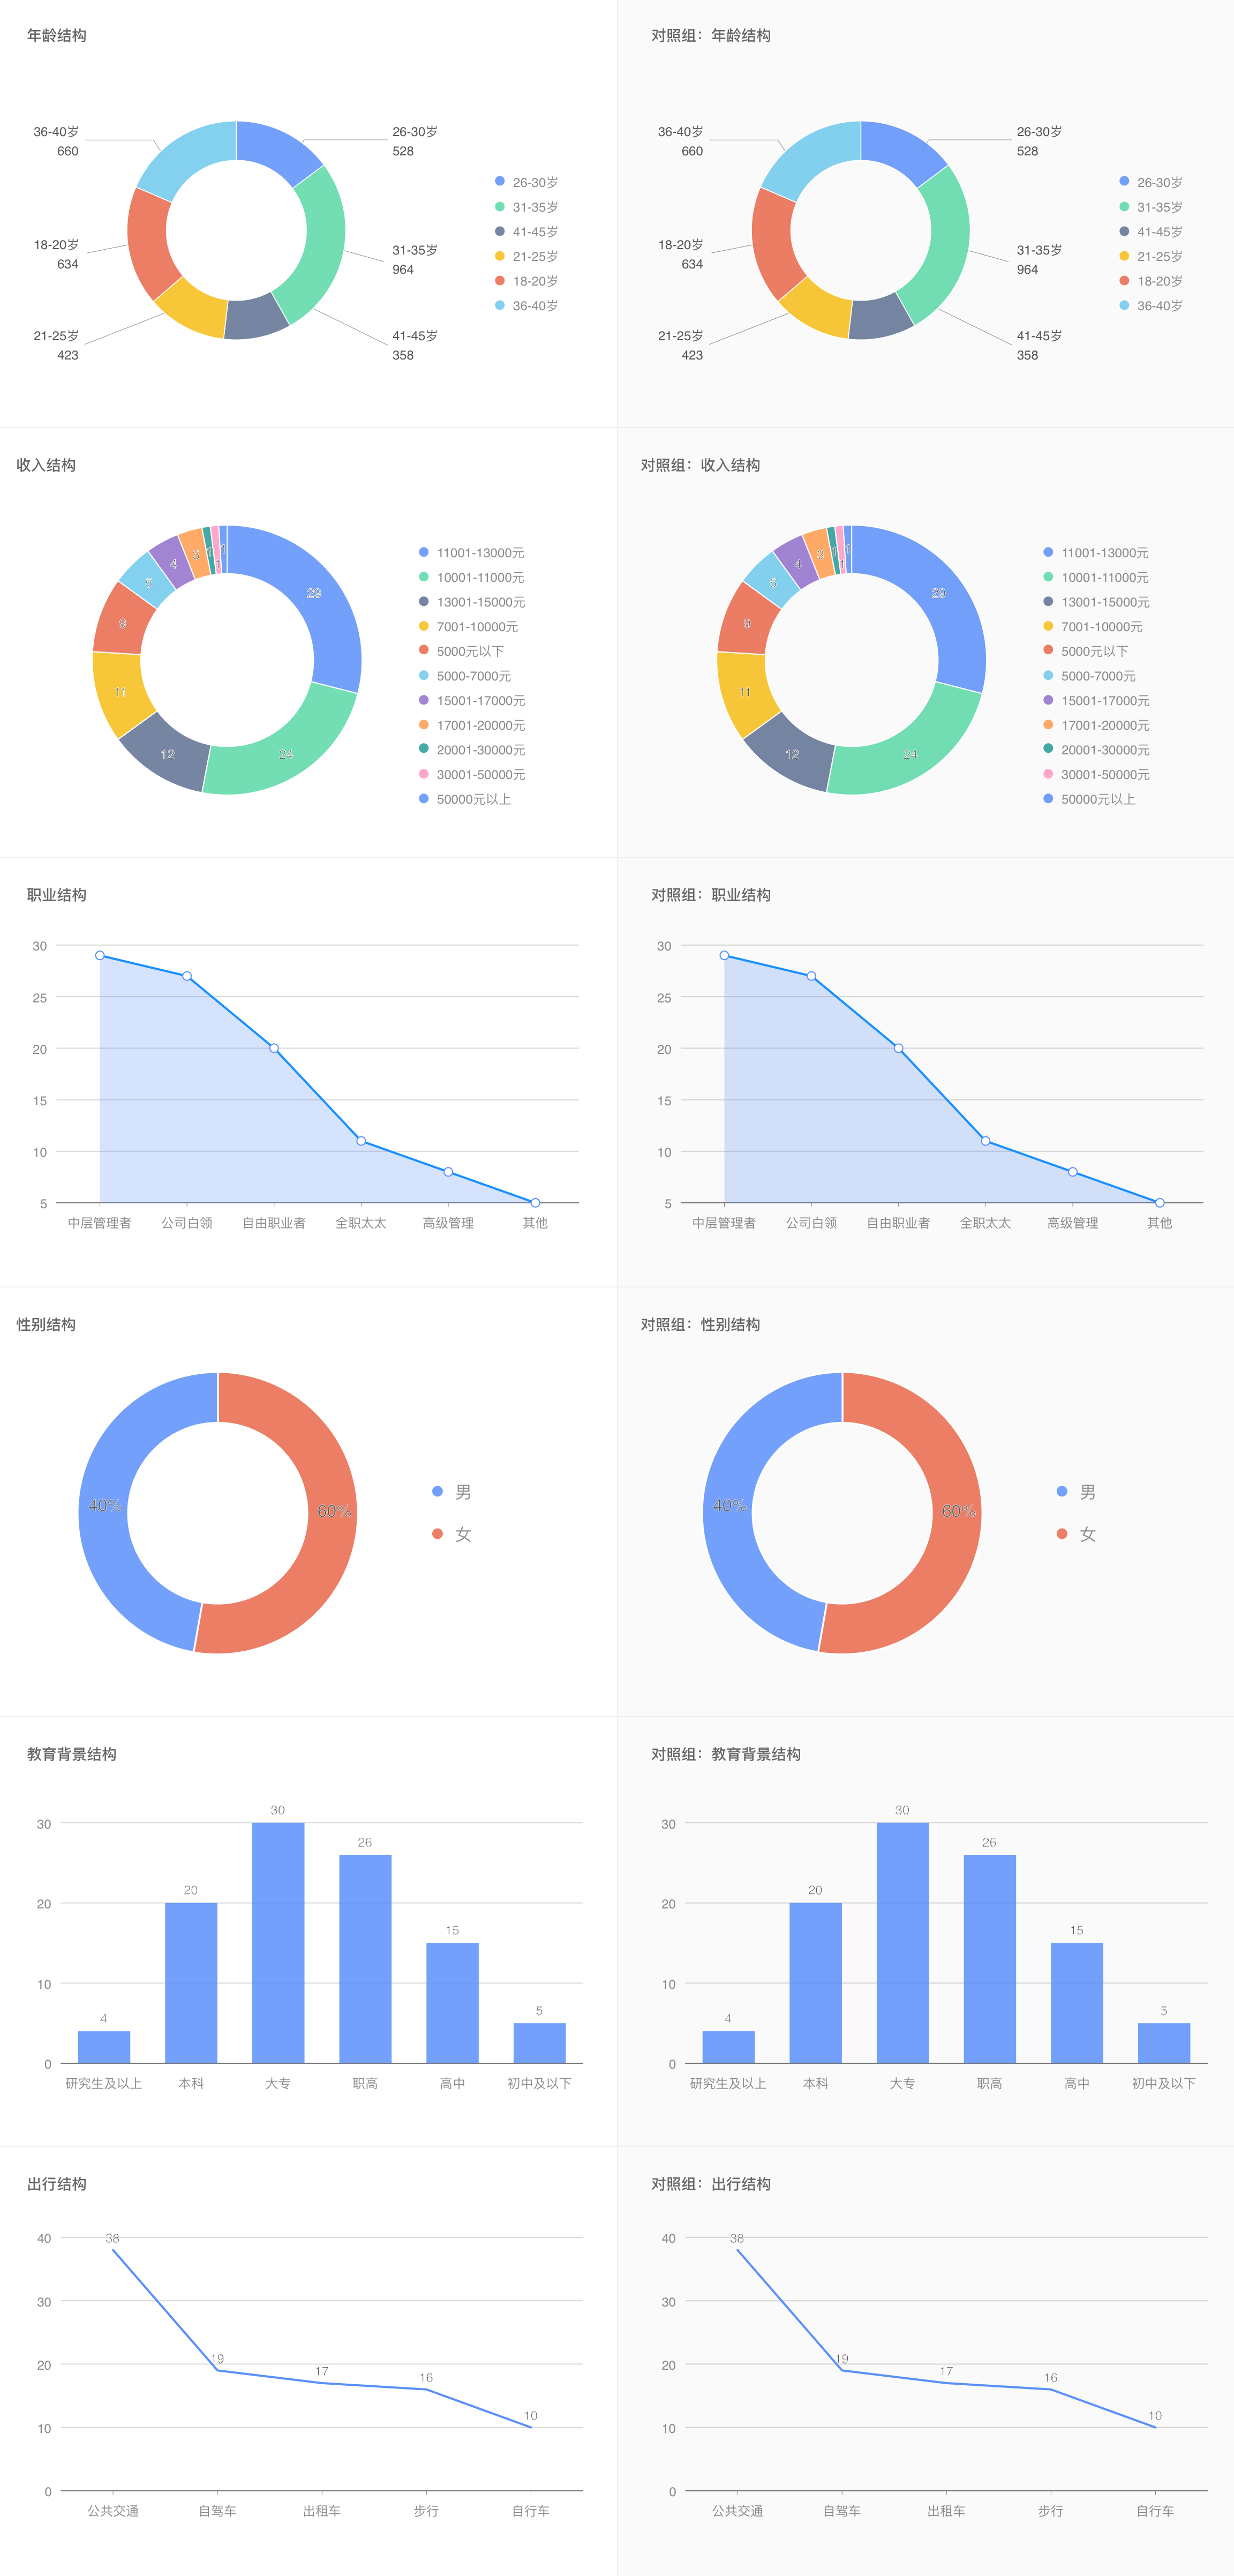 年龄结构
36-40岁
660
26-30岁
528
18-20岁
634
31-35岁
964
21-25岁
423
41-45岁
358
26-30岁
31-35岁
41-45岁
21-25岁
18-20岁
36-40岁
对照组：年龄结构
36-40岁
660
26-30岁
528
18-20岁
634
31-35岁
964
21-25岁
423
41-45岁
358
26-30岁
31-35岁
41-45岁
21-25岁
18-20岁
36-40岁
收入结构
29
24
12
11
9
5
4
3
1
1
1
11001-13000元
10001-11000元
13001-15000元
7001-10000元
5000元以下
5000-7000元
15001-17000元
17001-20000元
20001-30000元
30001-50000元
50000元以上
对照组：收入结构
29
24
12
11
9
5
4
3
1
1
1
11001-13000元
10001-11000元
13001-15000元
7001-10000元
5000元以下
5000-7000元
15001-17000元
17001-20000元
20001-30000元
30001-50000元
50000元以上
职业结构
30
25
20
15
10
5
中层管理者 公司白领 自由职业者 全职太太 高级管理 其他
对照组：职业结构
30
25
20
15
10
5
中层管理者 公司白领 自由职业者 全职太太 高级管理 其他
性别结构
40%
60%
男
女
对照组：性别结构
40%
60%
男
女
教育背景结构
30
20
10
0
4
20
30
26
15
5
研究生及以上 本科 大专 职高 高中 初中及以下
对照组：教育背景结构
30
20
10
0
4
20
30
26
15
5
研究生及以上 本科 大专 职高 高中 初中及以下
出行结构
40
30
20
10
0
38
19
17
16
10
公共交通 自驾车 出租车 步行 自行车
对照组：出行结构
40
30
20
10
0
38
19
17
16
10
公共交通 自驾车 出租车 步行 自行车